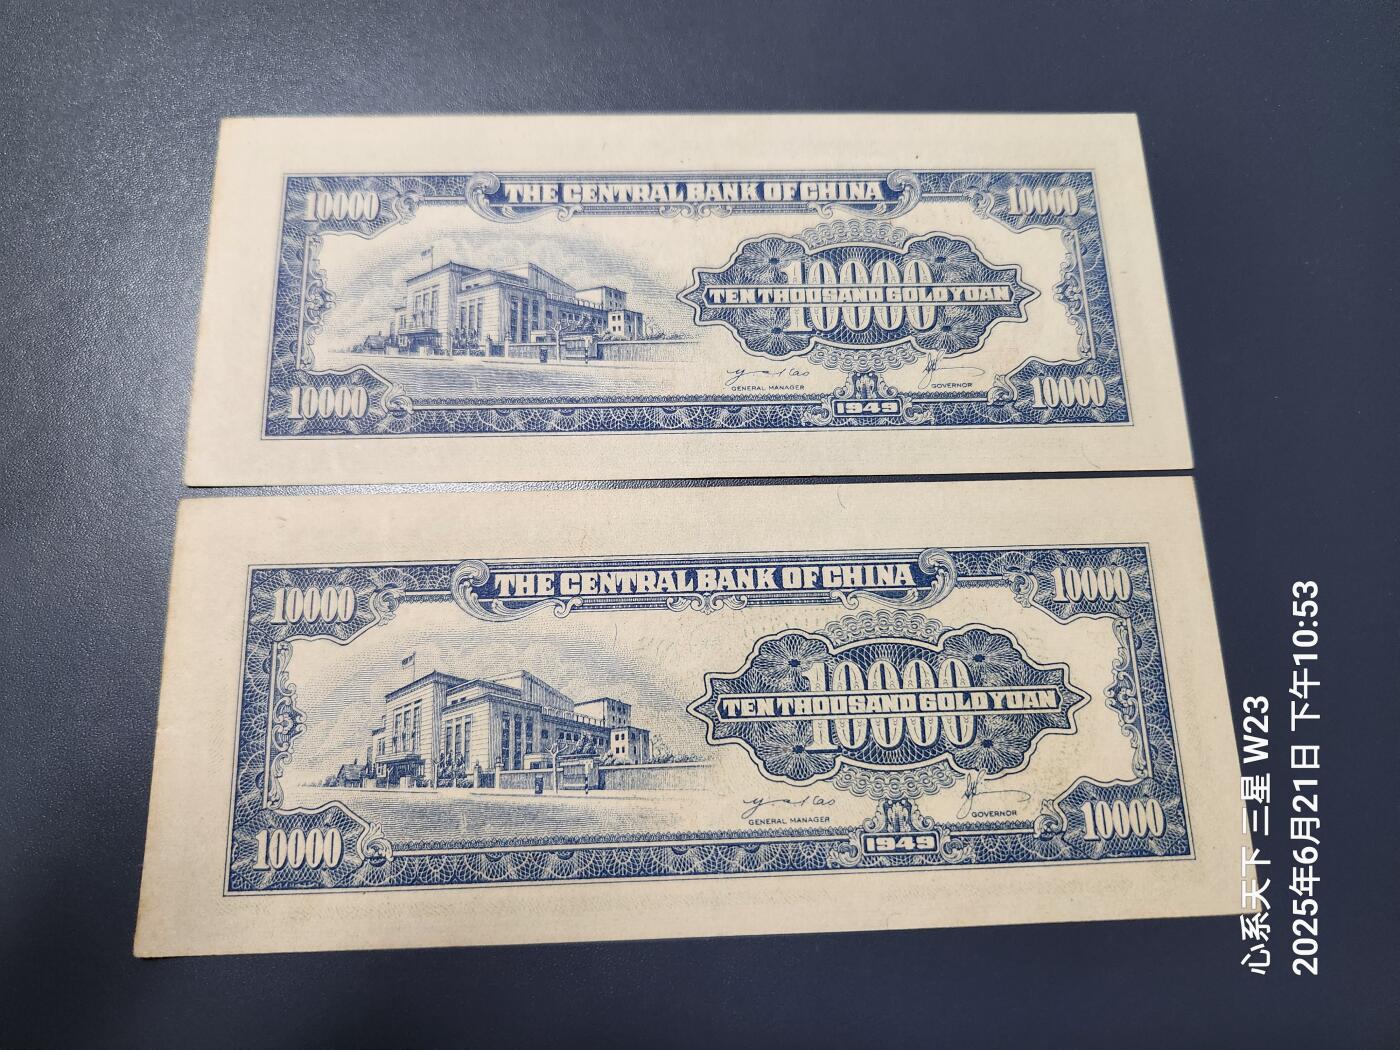 10000
THE CENTRAL BANK OF CHINA
10000
10000
TEN THOUSAND GOLD YUAN
GENERAL MANAGER
GOVERNOR
10000
1949
10000
10000
THE CENTRAL BANK OF CHINA
10000
10000
TEN THOUSAND GOLD YUAN
GENERAL MANAGER
GOVERNOR
10000
1949
10000
心系天下 三星 W23
2025年6月21日 下午10:53